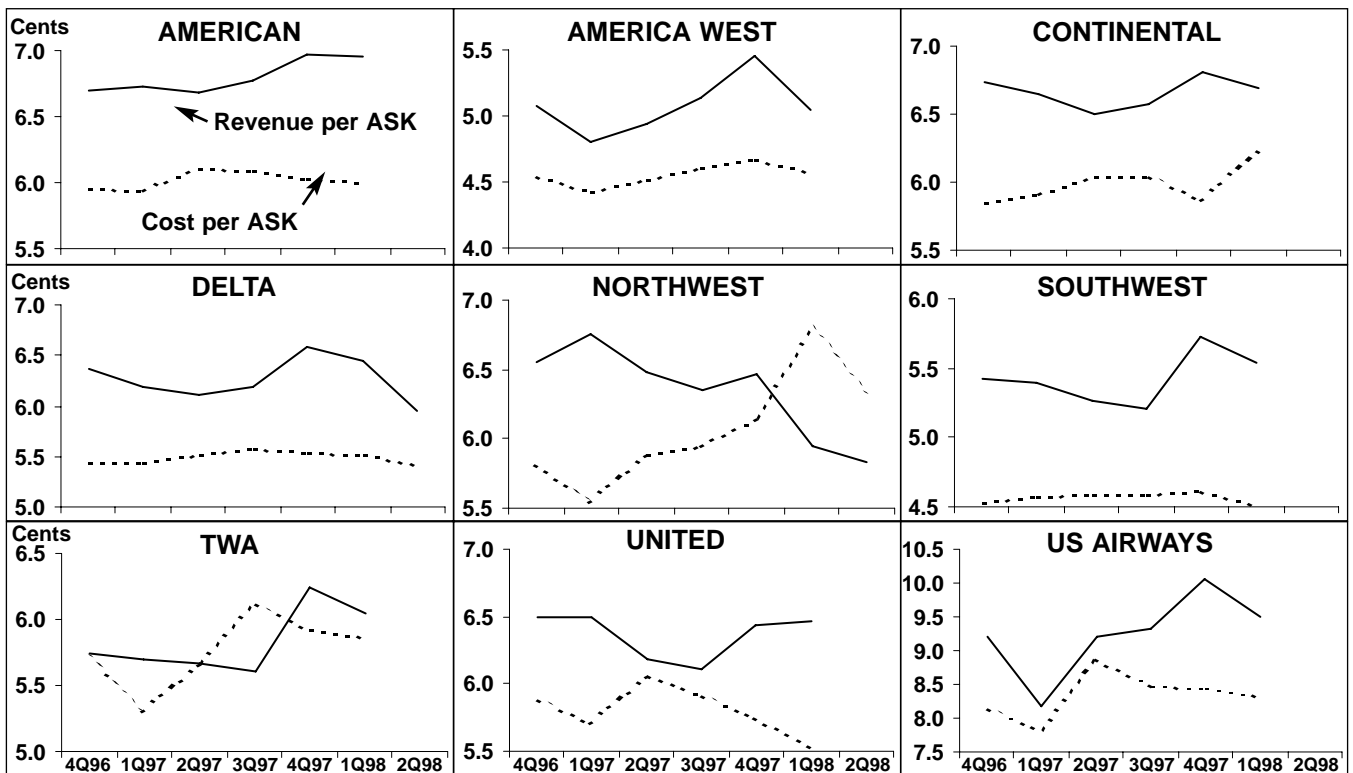 Cents
AMERICAN
7.0
6.5
6.0
5.5
Revenue per ASK
Cost per ASK
AMERICA WEST
5.5
5.0
4.5
4.0
CONTINENTAL
7.0
6.5
6.0
5.5
Cents
DELTA
7.0
6.5
6.0
5.5
5.0
NORTHWEST
7.0
6.5
6.0
5.5
SOUTHWEST
6.0
5.5
5.0
4.5
Cents
TWA
6.5
6.0
5.5
5.0
4Q96 1Q97 2Q97 3Q97 4Q97 1Q98 2Q98
UNITED
7.0
6.5
6.0
5.5
4Q96 1Q97 2Q97 3Q97 4Q97 1Q98 2Q98
US AIRWAYS
10.5
10.0
9.5
9.0
8.5
8.0
7.5
4Q96 1Q97 2Q97 3Q97 4Q97 1Q98 2Q98